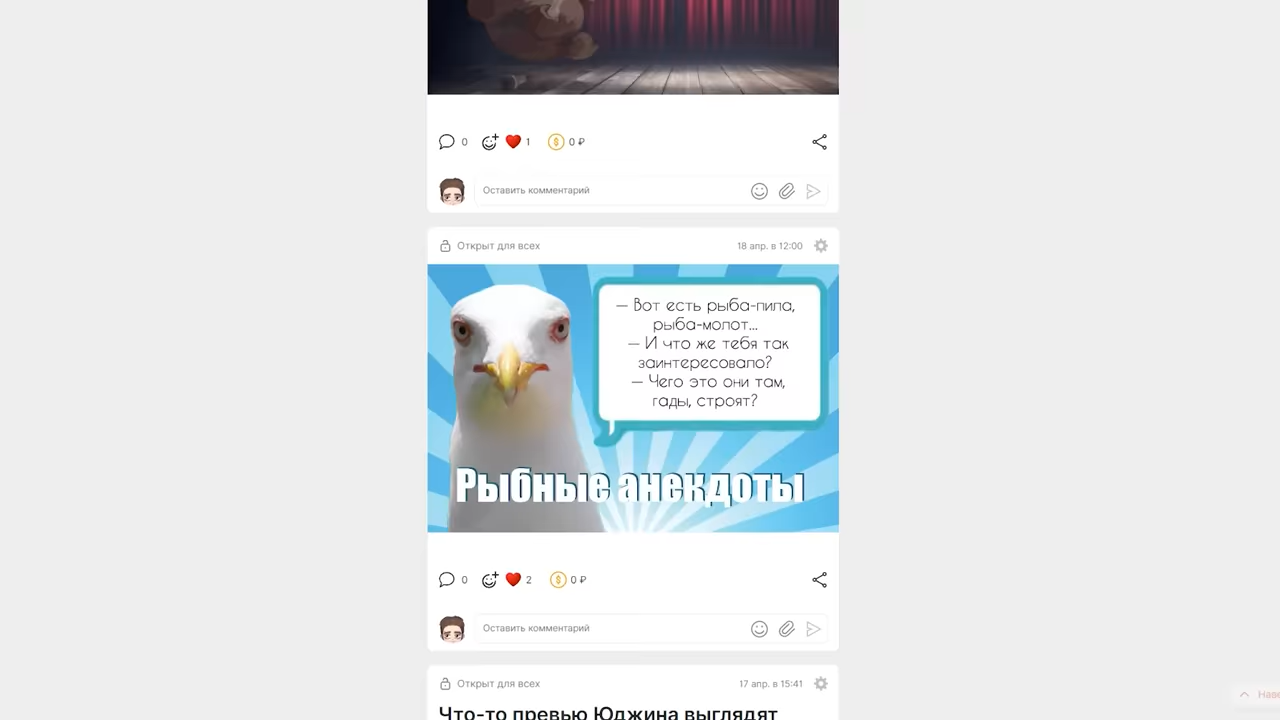 0
1
0 ₽
Оставить комментарий
Открыт для всех
18 апр. в 12:00
— Вот есть рыба-пила,
рыба-молот...
— И что же тебя так
заинтересовало?
— Чего это они там,
гады, строят?
Рыбные анекдоты
0
2
0 ₽
Оставить комментарий
Открыт для всех
17 апр. в 15:41
Что-то превью Юджина выглядят